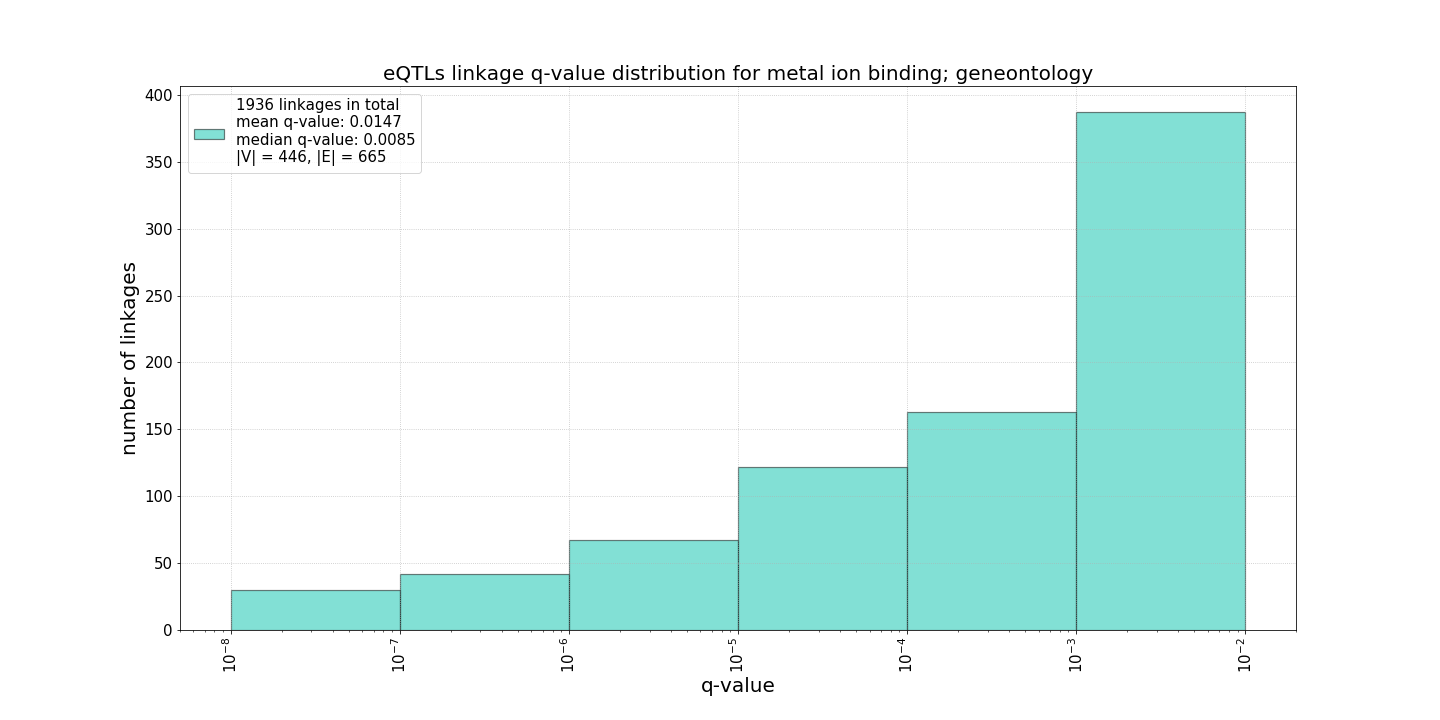 eQTLs linkage q-value distribution for metal ion binding; geneontology
1936 linkages in total
mean q-value: 0.0147
median q-value: 0.0085
|V| = 446, |E| = 665
number of linkages
400
350
300
250
200
150
100
50
0
10⁻⁸
10⁻⁷
10⁻⁶
10⁻⁵
10⁻⁴
10⁻³
10⁻²
q-value